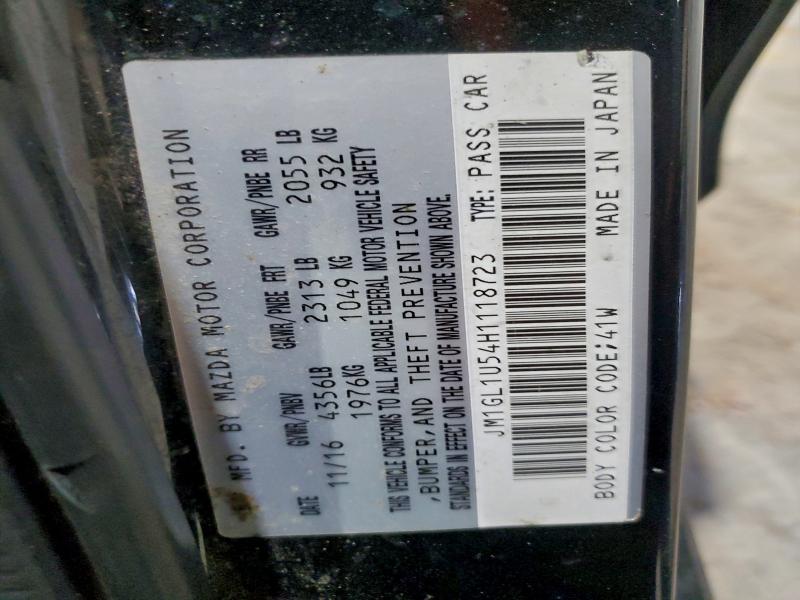 MFD. BY MAZDA MOTOR CORPORATION
DATE GVWR/PNBV GAWR/PNBE FRT GAWR/PNBE RR
11/16 4356LB 2313 LB 2055 LB
1976KG 1049 KG 932 KG
THIS VEHICLE CONFORMS TO ALL APPLICABLE FEDERAL MOTOR VEHICLE SAFETY
,BUMPER,AND THEFT PREVENTION
STANDARDS IN EFFECT ON THE DATE OF MANUFACTURE SHOWN ABOVE.
JM1GL1U54H1118723 TYPE: PASS CAR
BODY COLOR CODE;41W MADE IN JAPAN